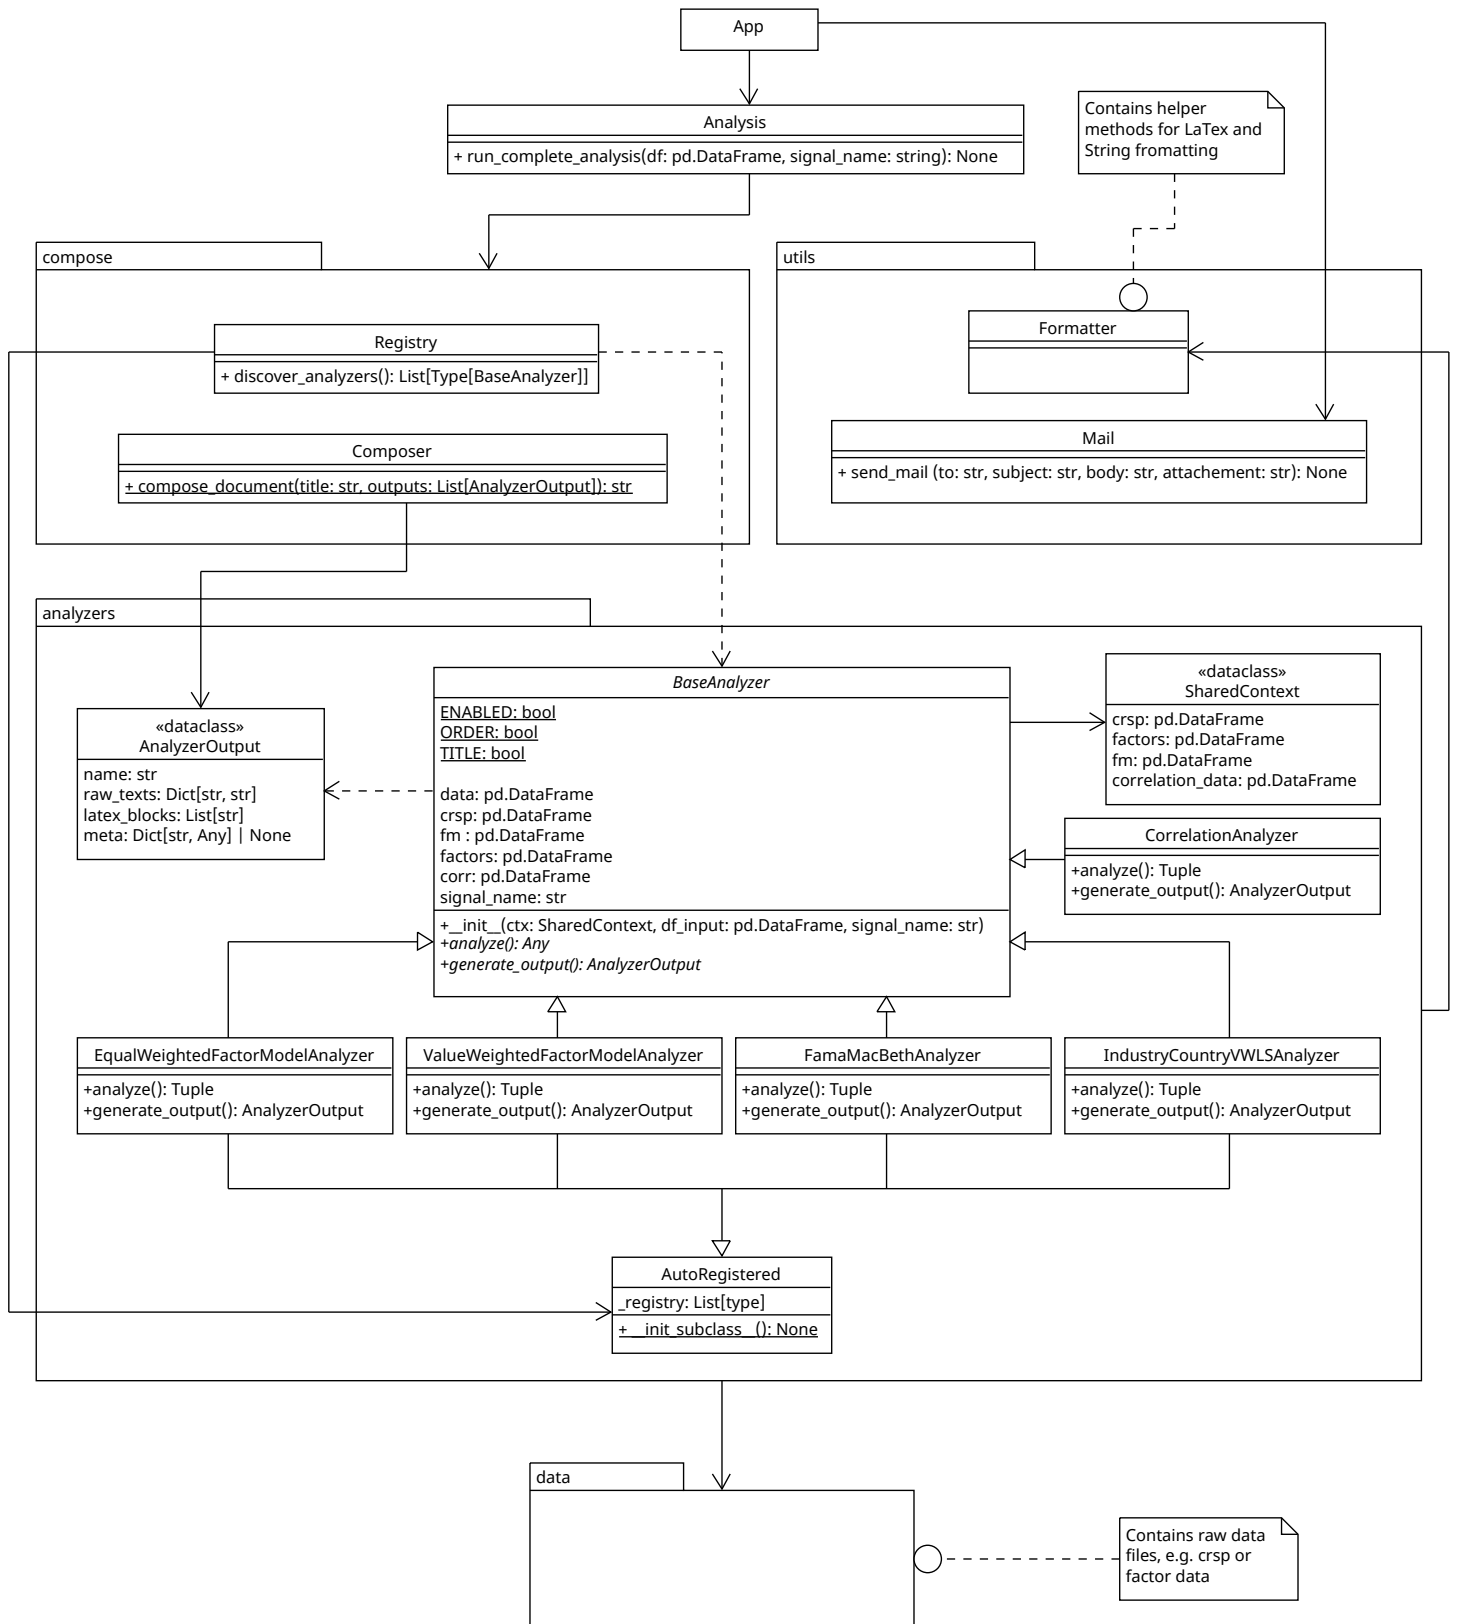 App
Analysis
+ run_complete_analysis(df: pd.DataFrame, signal_name: string): None
Contains helper
methods for LaTex and
String fromatting
compose
utils
Registry
+ discover_analyzers(): List[Type[BaseAnalyzer]]
Formatter
Composer
+ compose_document(title: str, outputs: List[AnalyzerOutput]): str
Mail
+ send_mail (to: str, subject: str, body: str, attachement: str): None
analyzers
BaseAnalyzer
ENABLED: bool
ORDER: bool
TITLE: bool
data: pd.DataFrame
crsp: pd.DataFrame
fm : pd.DataFrame
factors: pd.DataFrame
corr: pd.DataFrame
signal_name: str
+__init__(ctx: SharedContext, df_input: pd.DataFrame, signal_name: str)
+analyze(): Any
+generate_output(): AnalyzerOutput
«dataclass»
SharedContext
crsp: pd.DataFrame
factors: pd.DataFrame
fm: pd.DataFrame
correlation_data: pd.DataFrame
«dataclass»
AnalyzerOutput
name: str
raw_texts: Dict[str, str]
latex_blocks: List[str]
meta: Dict[str, Any] | None
CorrelationAnalyzer
+analyze(): Tuple
+generate_output(): AnalyzerOutput
EqualWeightedFactorModelAnalyzer
+analyze(): Tuple
+generate_output(): AnalyzerOutput
ValueWeightedFactorModelAnalyzer
+analyze(): Tuple
+generate_output(): AnalyzerOutput
FamaMacBethAnalyzer
+analyze(): Tuple
+generate_output(): AnalyzerOutput
IndustryCountryVWLSAnalyzer
+analyze(): Tuple
+generate_output(): AnalyzerOutput
AutoRegistered
_registry: List[type]
+ __init_subclass__(): None
data
Contains raw data
files, e.g. crsp or
factor data